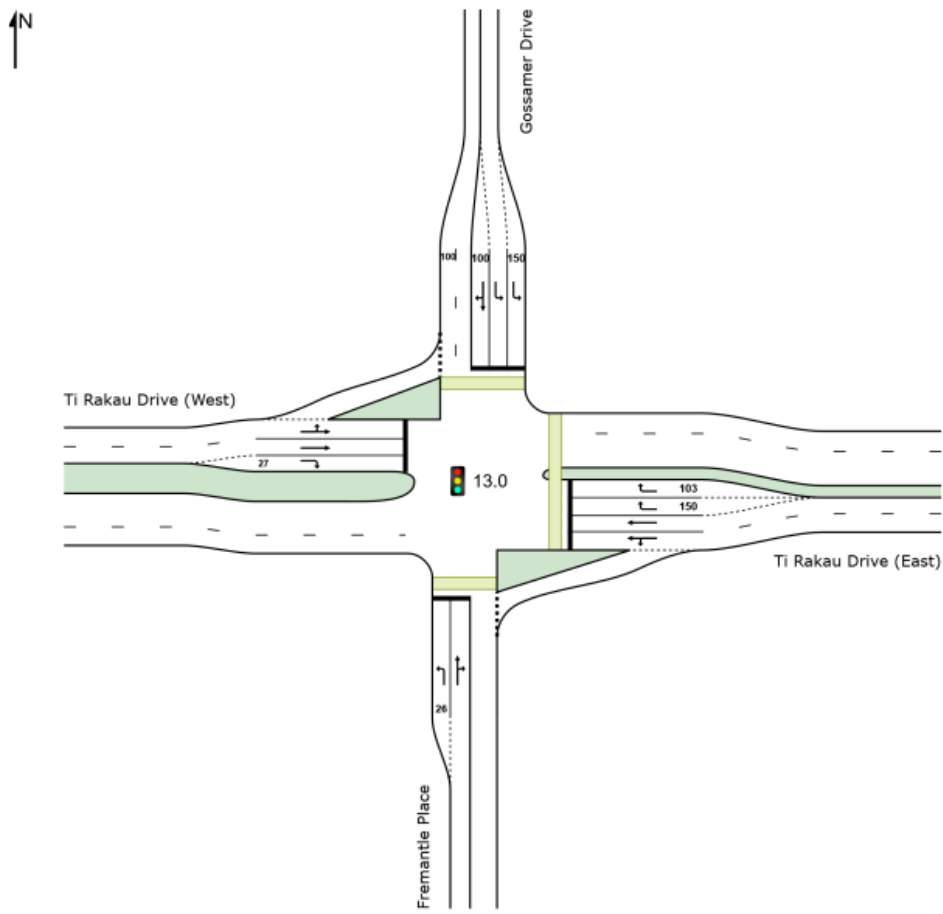 N
Gossamer Drive
100
100
150
Ti Rakau Drive (West)
27
13.0
103
150
Ti Rakau Drive (East)
26
Fremantle Place